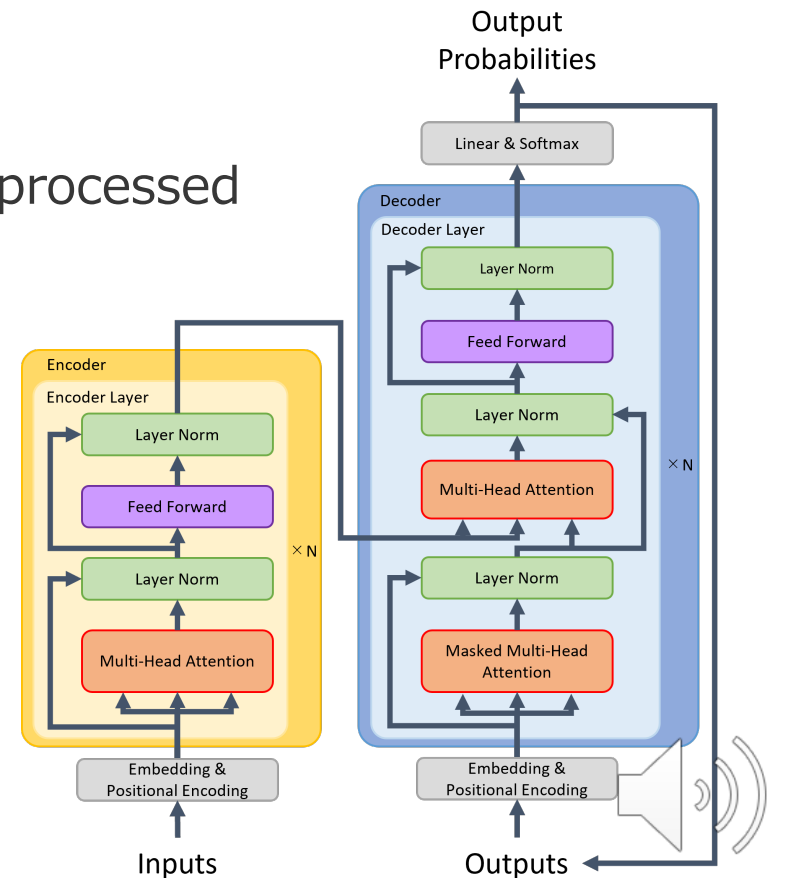 Output
Probabilities
Linear & Softmax
processed
Decoder
Decoder Layer
Layer Norm
Feed Forward
Layer Norm
Multi-Head Attention
× N
Layer Norm
Masked Multi-Head
Attention
Embedding &
Positional Encoding
Outputs
Encoder
Encoder Layer
Layer Norm
Feed Forward
× N
Layer Norm
Multi-Head Attention
Embedding &
Positional Encoding
Inputs